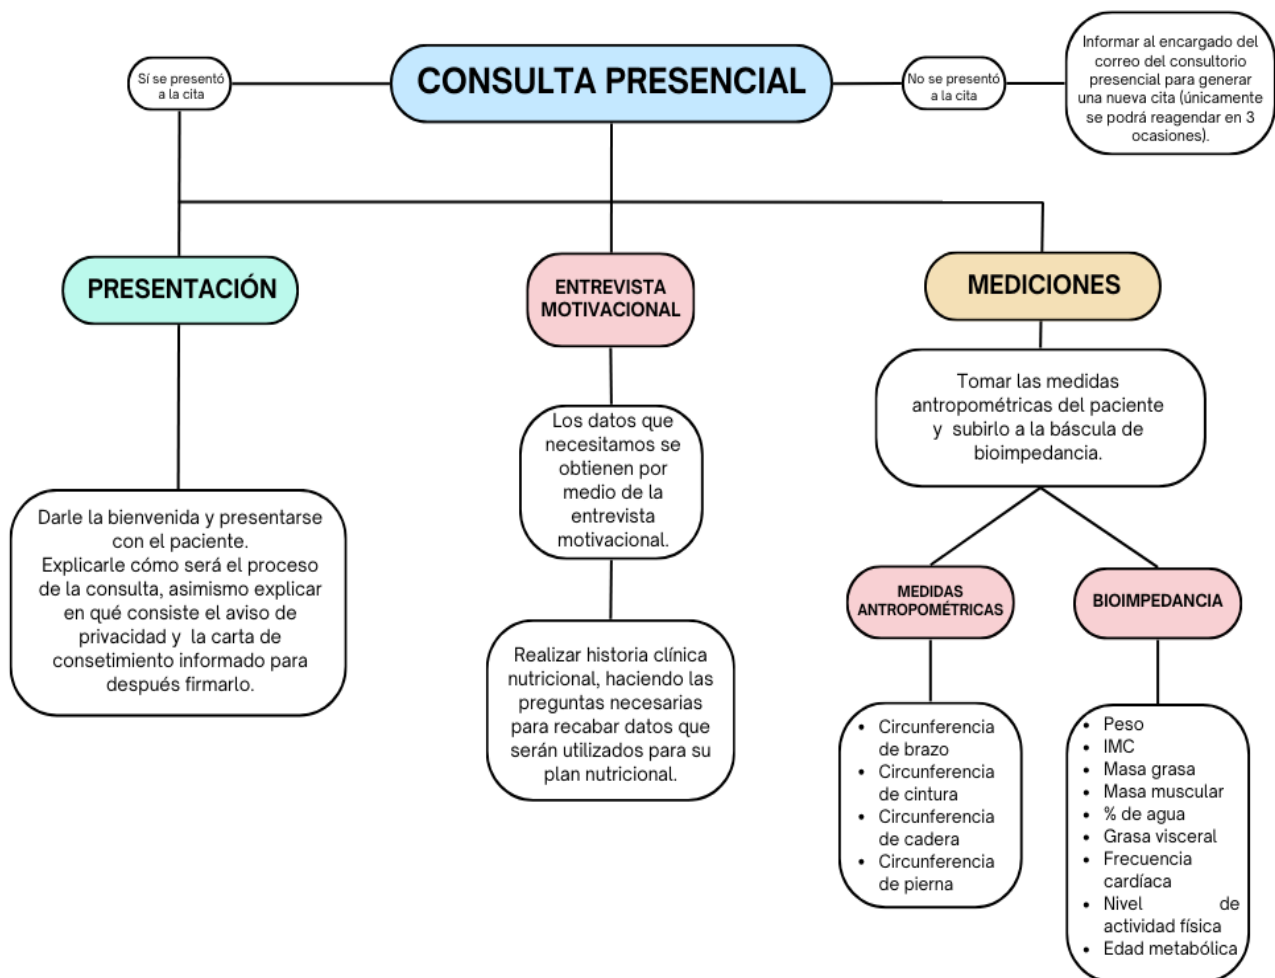 Sí se presentó
a la cita
CONSULTA PRESENCIAL
No se presentó
a la cita
Informar al encargado del
correo del consultorio
presencial para generar
una nueva cita (únicamente
se podrá reagendar en 3
ocasiones).
PRESENTACIÓN
Darle la bienvenida y presentarse
con el paciente.
Explicarle cómo será el proceso
de la consulta, asimismo explicar
en qué consiste el aviso de
privacidad y la carta de
consetimiento informado para
después firmarlo.
ENTREVISTA
MOTIVACIONAL
Los datos que
necesitamos se
obtienen por
medio de la
entrevista
motivacional.
Realizar historia clínica
nutricional, haciendo las
preguntas necesarias
para recabar datos que
serán utilizados para su
plan nutricional.
MEDICIONES
Tomar las medidas
antropométricas del paciente
y subirlo a la báscula de
bioimpedancia.
MEDIDAS
ANTROPOMÉTRICAS
• Circunferencia
de brazo
• Circunferencia
de cintura
• Circunferencia
de cadera
• Circunferencia
de pierna
BIOIMPEDANCIA
• Peso
• IMC
• Masa grasa
• Masa muscular
• % de agua
• Grasa visceral
• Frecuencia
cardíaca
• Nivel de
actividad física
• Edad metabólica